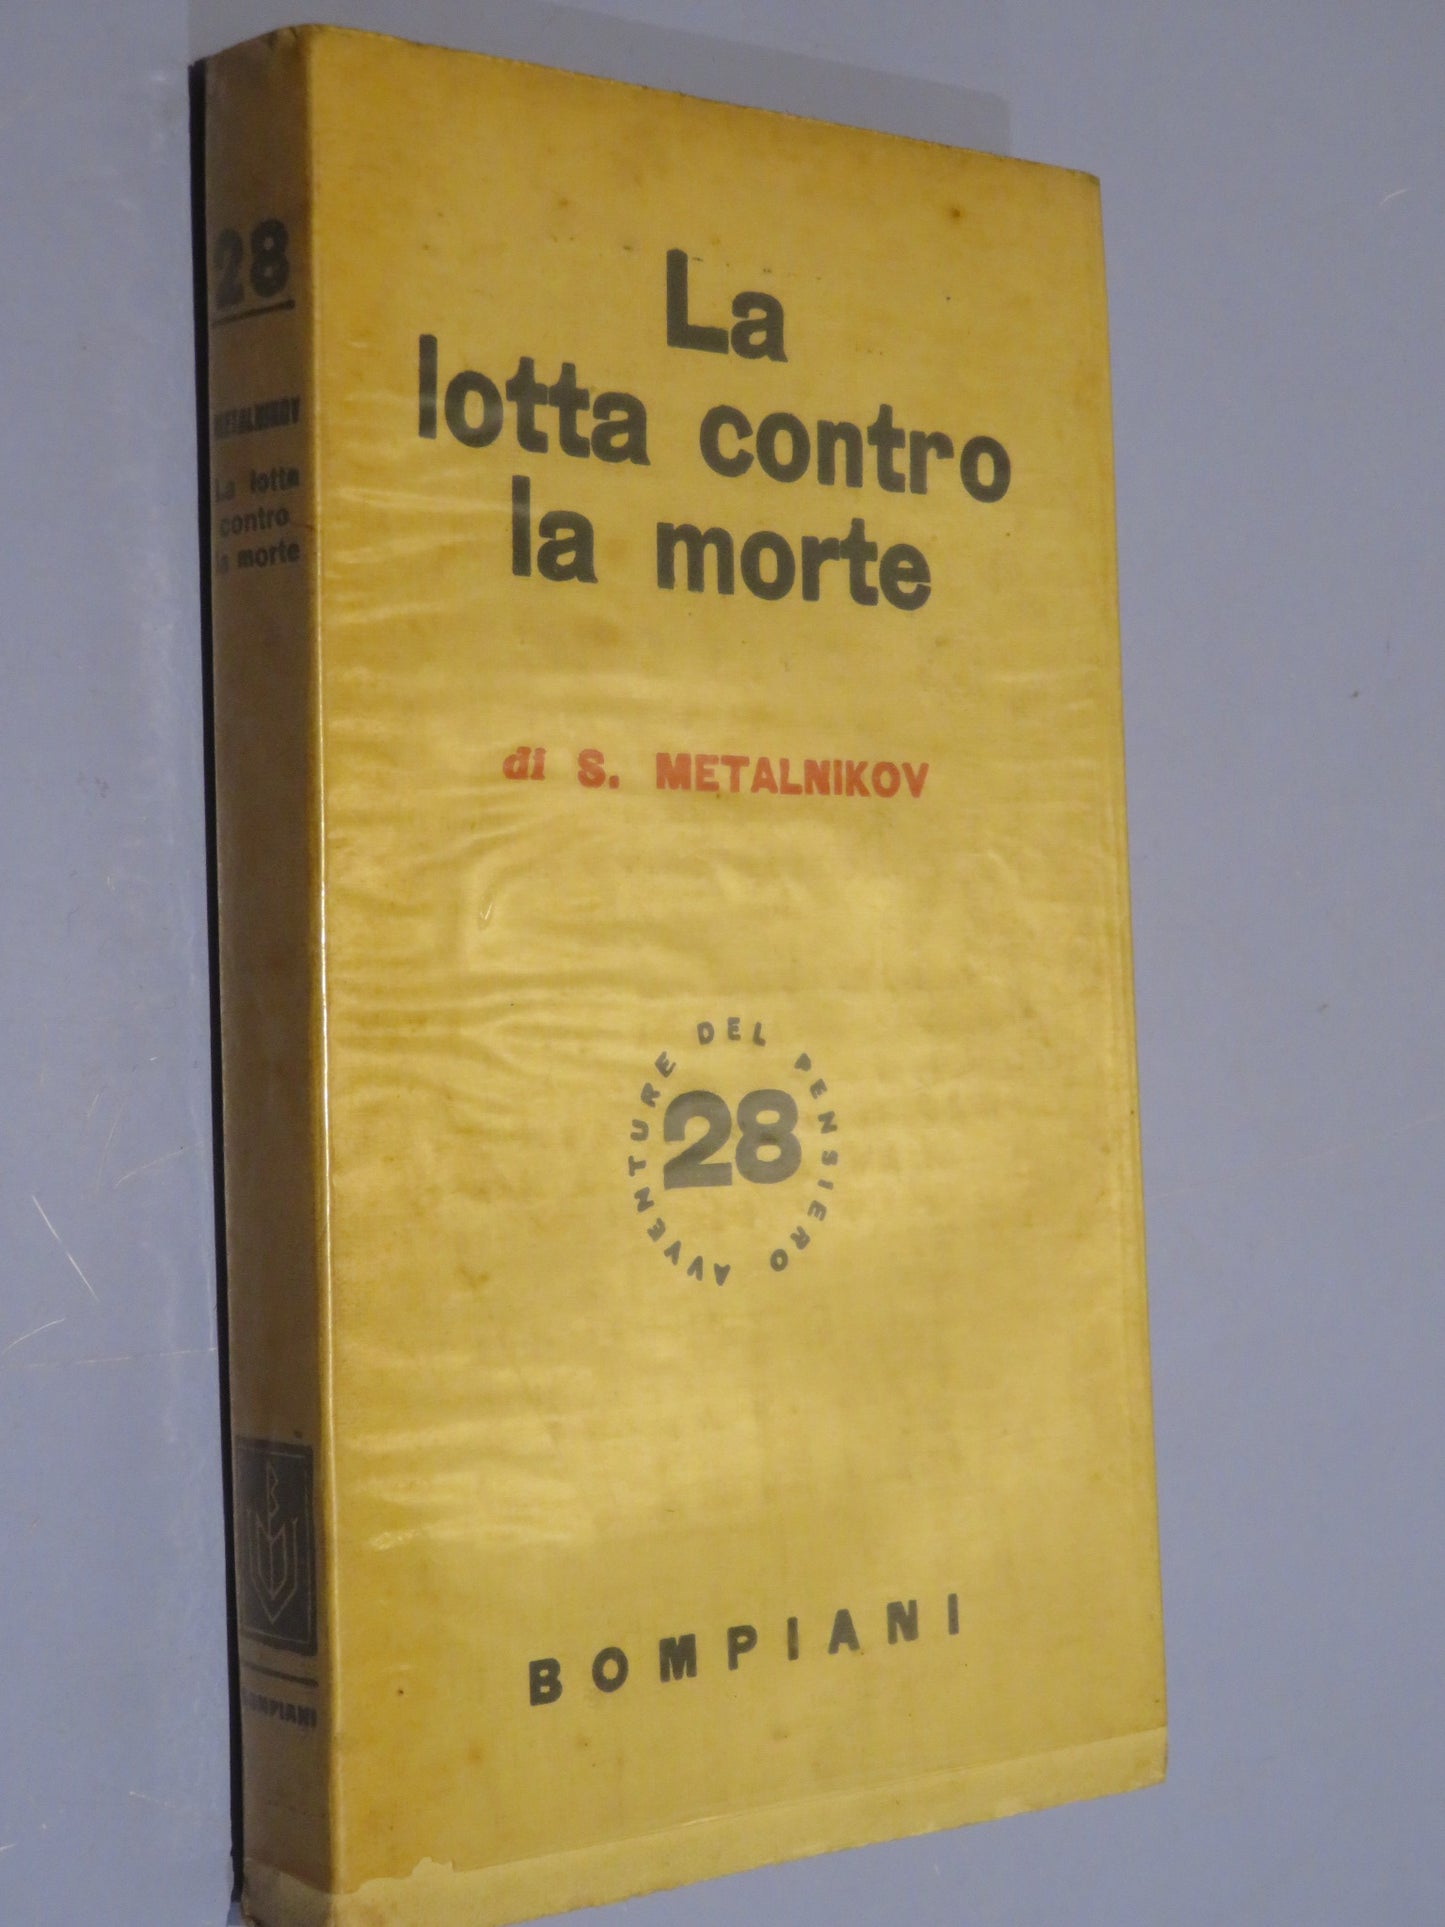 28
METALNIKOV
La lotta
contro
la morte
BOMPIANI
La
lotta contro
la morte
di S. METALNIKOV
AVVENTURE DEL PENSIERO
28
BOMPIANI